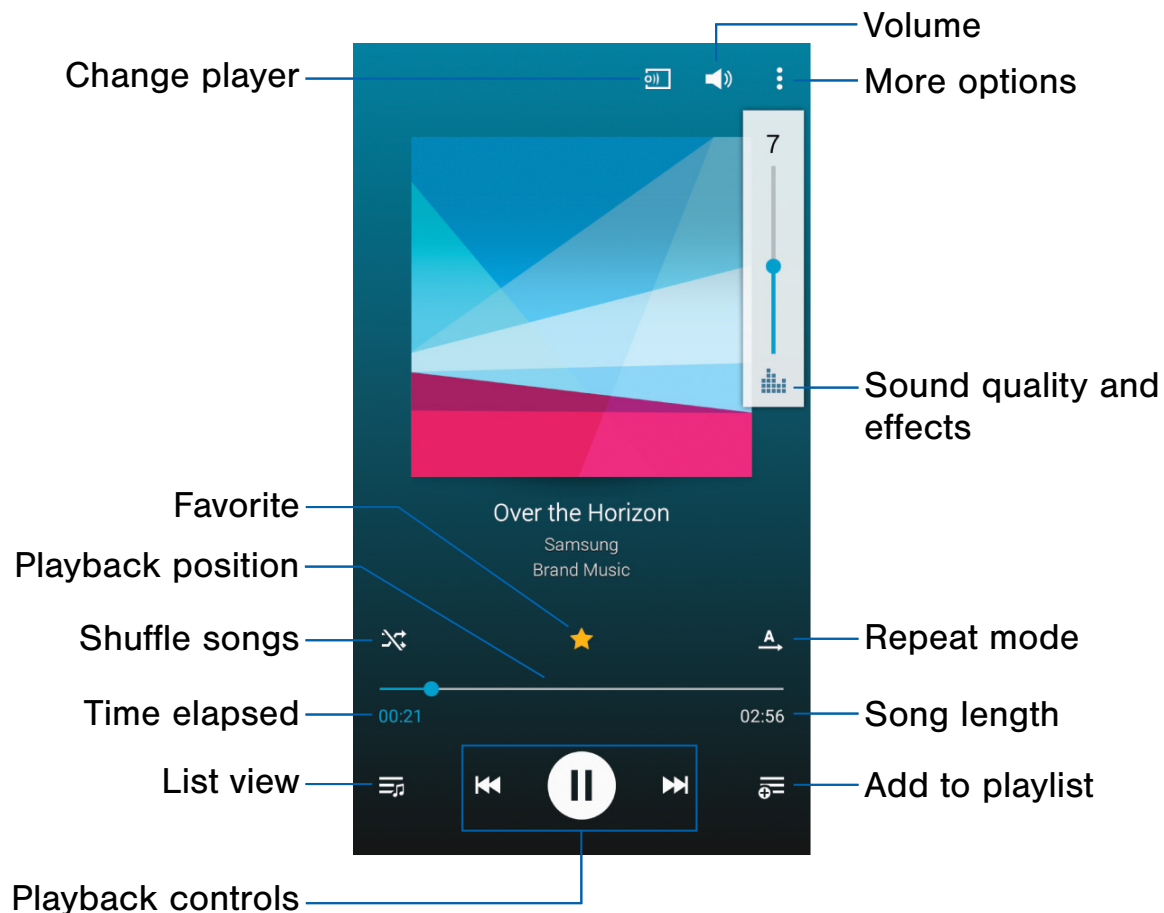 Volume
Change player
More options
7
Sound quality and
effects
Favorite
Over the Horizon
Samsung
Brand Music
Playback position
Shuffle songs
A
Repeat mode
Time elapsed
00:21
02:56
Song length
List view
Add to playlist
Playback controls